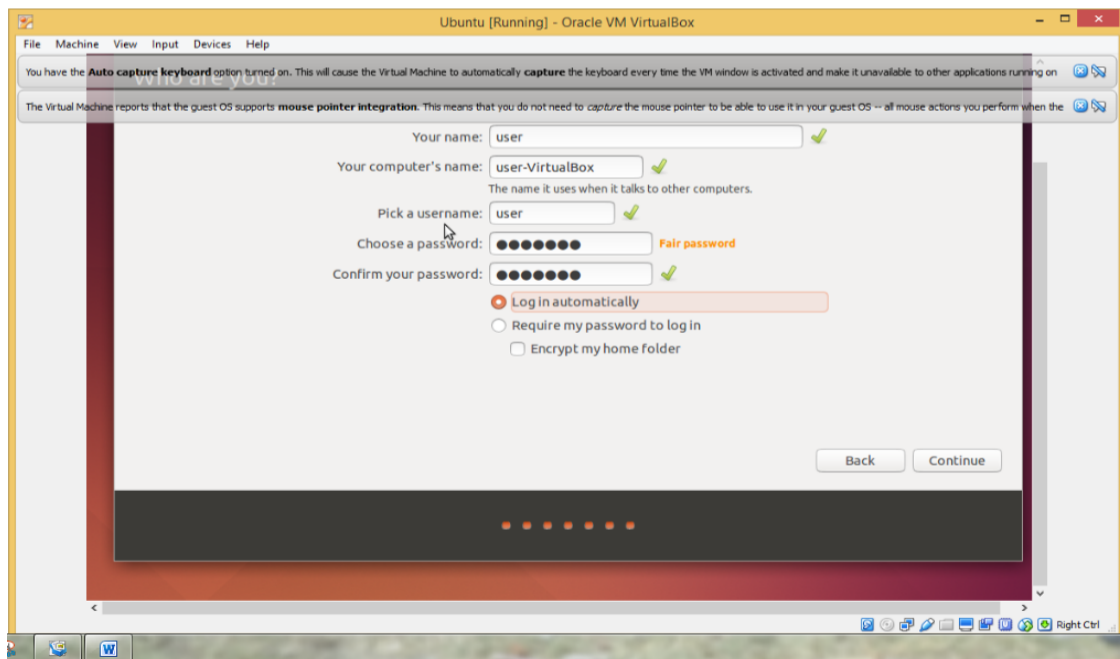 Ubuntu [Running] - Oracle VM VirtualBox
File Machine View Input Devices Help
Who are you?
You have the Auto capture keyboard option turned on. This will cause the Virtual Machine to automatically capture the keyboard every time the VM window is activated and make it unavailable to other applications running on
The Virtual Machine reports that the guest OS supports mouse pointer integration. This means that you do not need to capture the mouse pointer to be able to use it in your guest OS -- all mouse actions you perform when the
Your name: user
Your computer's name: user-VirtualBox
The name it uses when it talks to other computers.
Pick a username: user
Choose a password: ●●●●●●● Fair password
Confirm your password: ●●●●●●●
Log in automatically
Require my password to log in
Encrypt my home folder
Back Continue
Right Ctrl
W